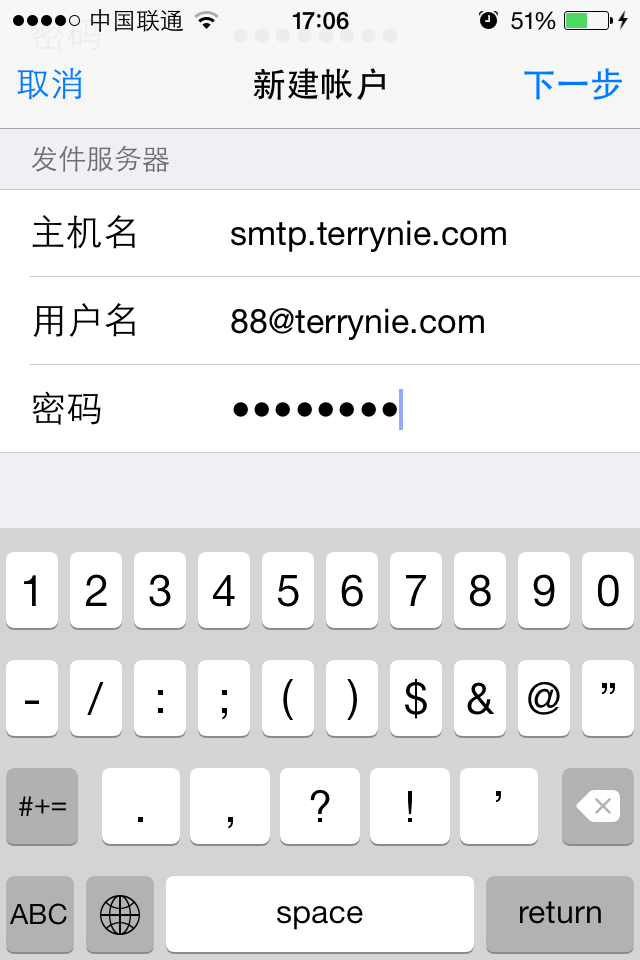 中国联通 17:06 51%
密码
取消 新建帐户 下一步
发件服务器
主机名 smtp.terrynie.com
用户名 88@terrynie.com
密码 ●●●●●●●●
1 2 3 4 5 6 7 8 9 0
- / : ; ( ) $ & @ ”
#+= . , ? ! ’
ABC space return